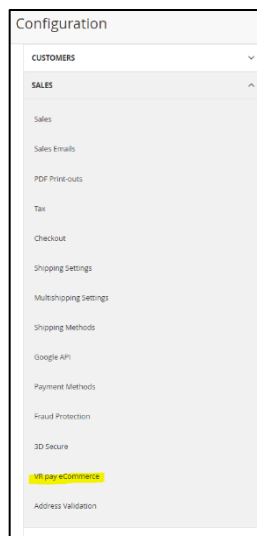 Configuration
CUSTOMERS
SALES
Sales
Sales Emails
PDF Print-outs
Tax
Checkout
Shipping Settings
Multishipping Settings
Shipping Methods
Google API
Payment Methods
Fraud Protection
3D Secure
VR pay eCommerce
Address Validation